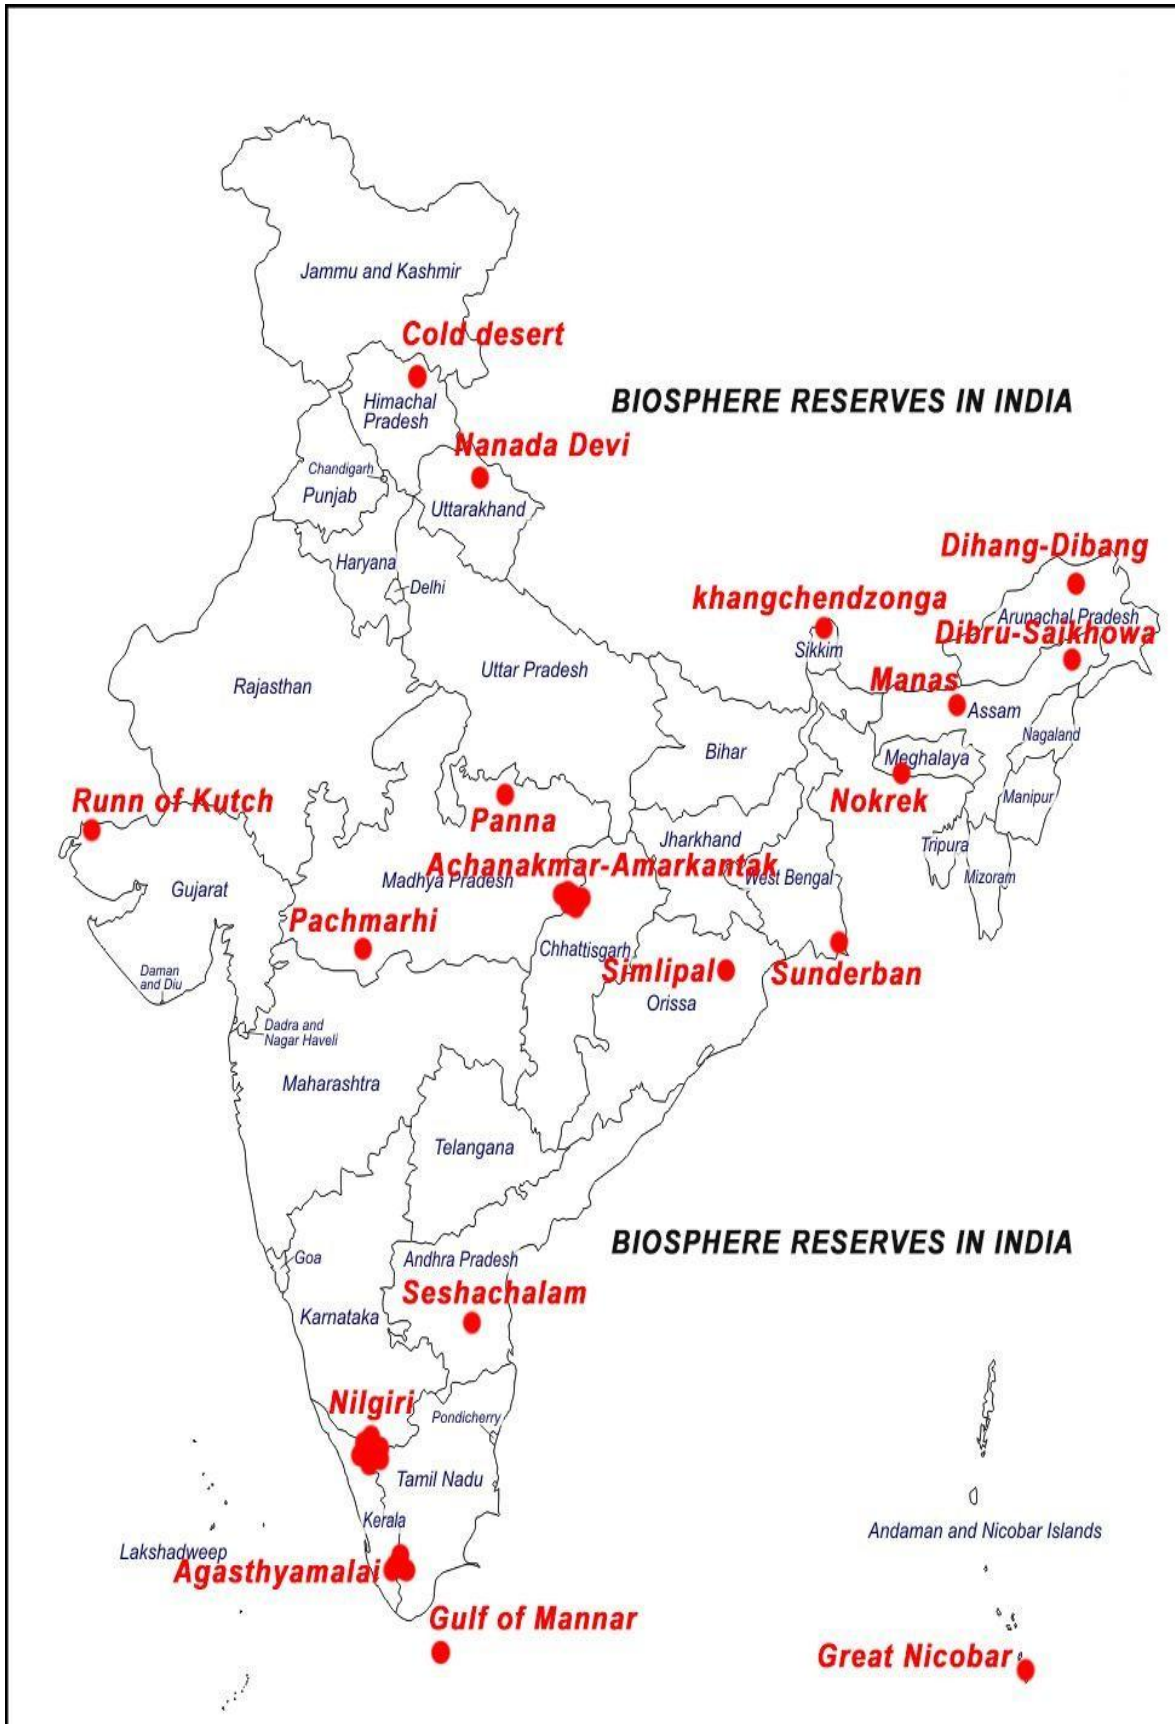 Jammu and Kashmir
Cold desert
Himachal
Pradesh
BIOSPHERE RESERVES IN INDIA
Nanada Devi
Chandigarh
Punjab
Uttarakhand
Dihang-Dibang
Haryana
Delhi
khangchendzonga
Arunachal Pradesh
Dibru-Saikhowa
Sikkim
Uttar Pradesh
Manas
Rajasthan
Assam
Nagaland
Bihar
Meghalaya
Runn of Kutch
Nokrek
Manipur
Panna
Jharkhand
Tripura
Achanakmar-Amarkantak
Madhya Pradesh
West Bengal
Mizoram
Gujarat
Pachmarhi
Chhattisgarh
Simlipal
Sunderban
Daman
and Diu
Orissa
Dadra and
Nagar Haveli
Maharashtra
Telangana
BIOSPHERE RESERVES IN INDIA
Goa
Andhra Pradesh
Seshachalam
Karnataka
Nilgiri
Pondicherry
Tamil Nadu
Kerala
Andaman and Nicobar Islands
Lakshadweep
Agasthyamalai
Gulf of Mannar
Great Nicobar